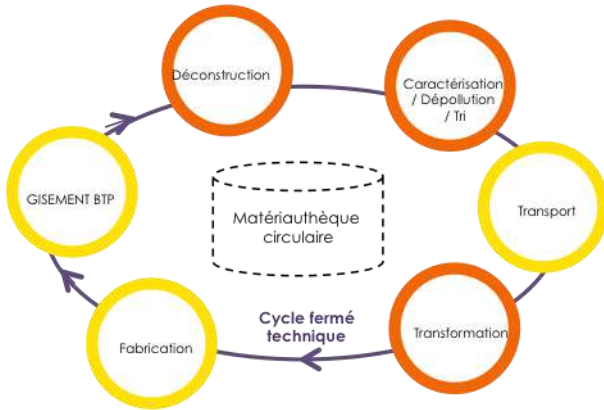 Déconstruction
Caractérisation
/ Dépollution
/ Tri
GISEMENT BTP
Matériauthèque
circulaire
Transport
Cycle fermé
technique
Transformation
Fabrication